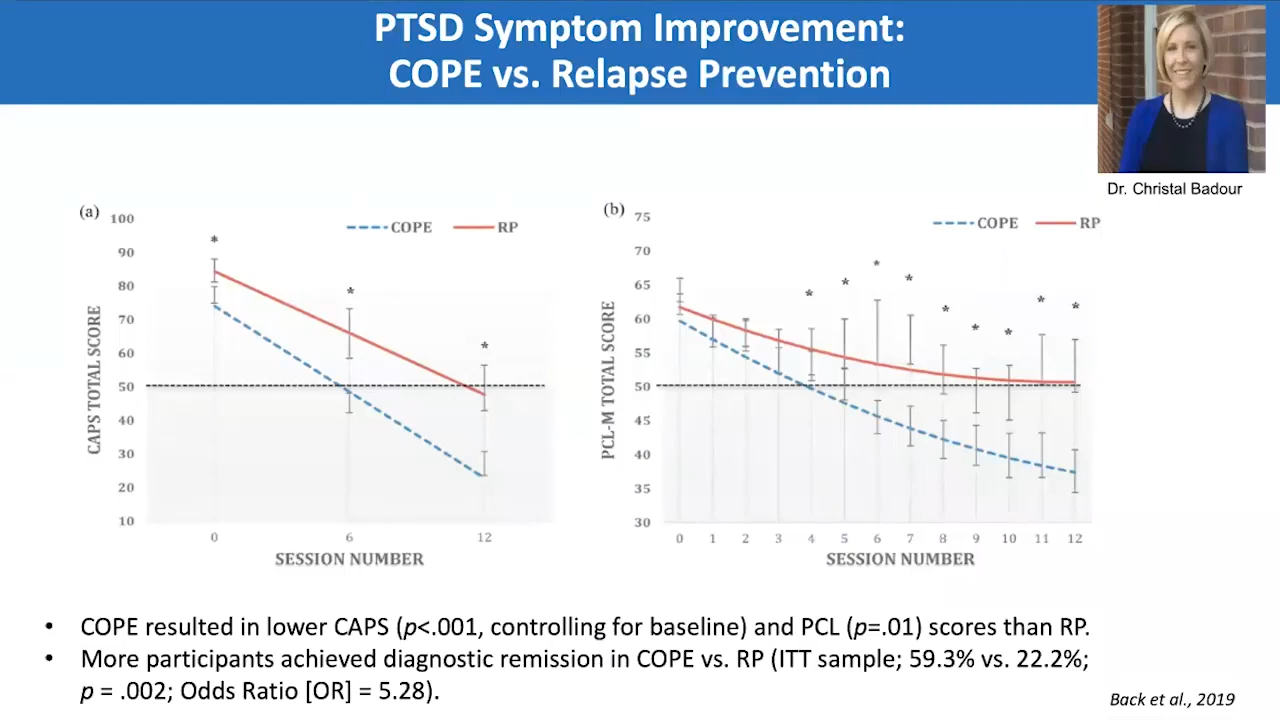 PTSD Symptom Improvement:
COPE vs. Relapse Prevention
Dr. Christal Badour
(a)
COPE RP
CAPS TOTAL SCORE
100
90
80
70
60
50
40
30
20
10
* * *
0 6 12
SESSION NUMBER
(b)
COPE RP
PCL-M TOTAL SCORE
75
70
65
60
55
50
45
40
35
30
* * * * * * * * *
0 1 2 3 4 5 6 7 8 9 10 11 12
SESSION NUMBER
• COPE resulted in lower CAPS (p<.001, controlling for baseline) and PCL (p=.01) scores than RP.
• More participants achieved diagnostic remission in COPE vs. RP (ITT sample; 59.3% vs. 22.2%;
p = .002; Odds Ratio [OR] = 5.28).
Back et al., 2019